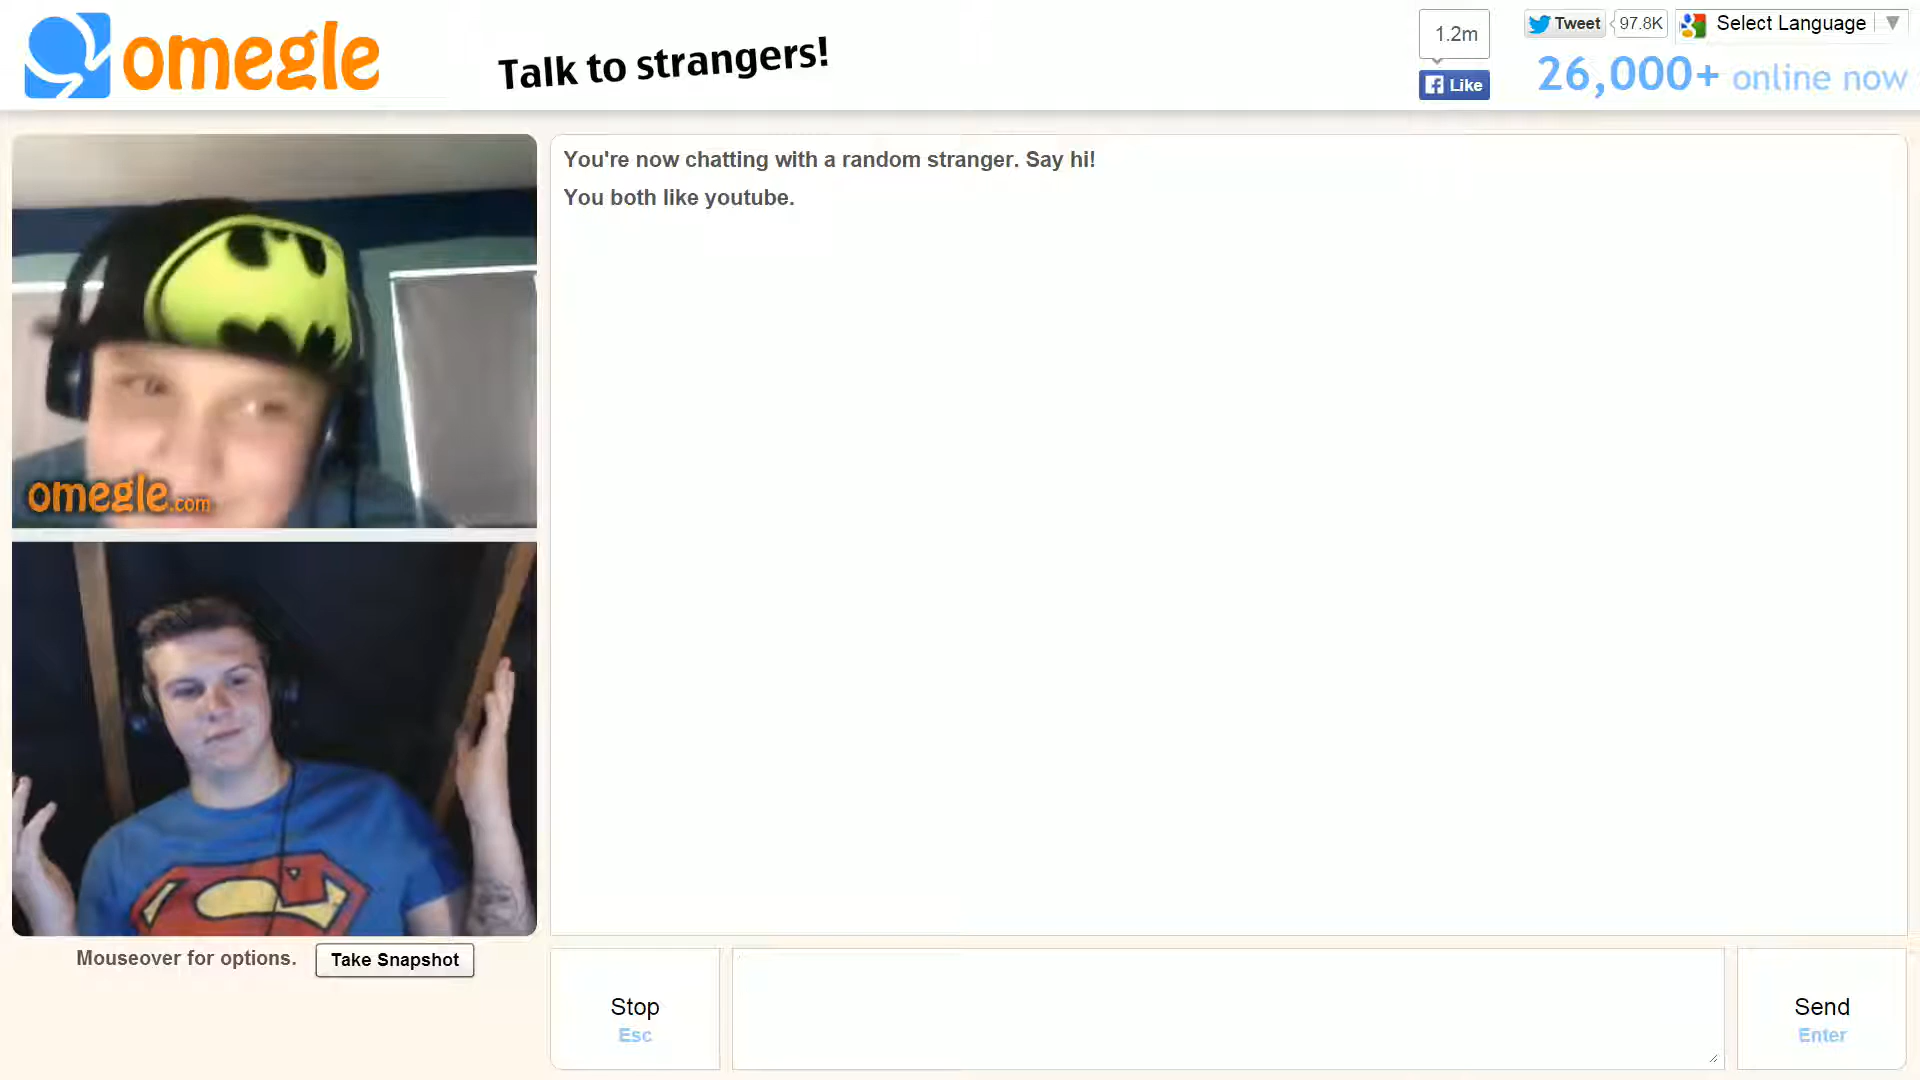 omegle
Talk to strangers!
1.2m
Like
Tweet
97.8K
Select Language
26,000+ online now
omegle.com
You're now chatting with a random stranger. Say hi!
You both like youtube.
Mouseover for options.
Take Snapshot
Stop
Esc
Send
Enter